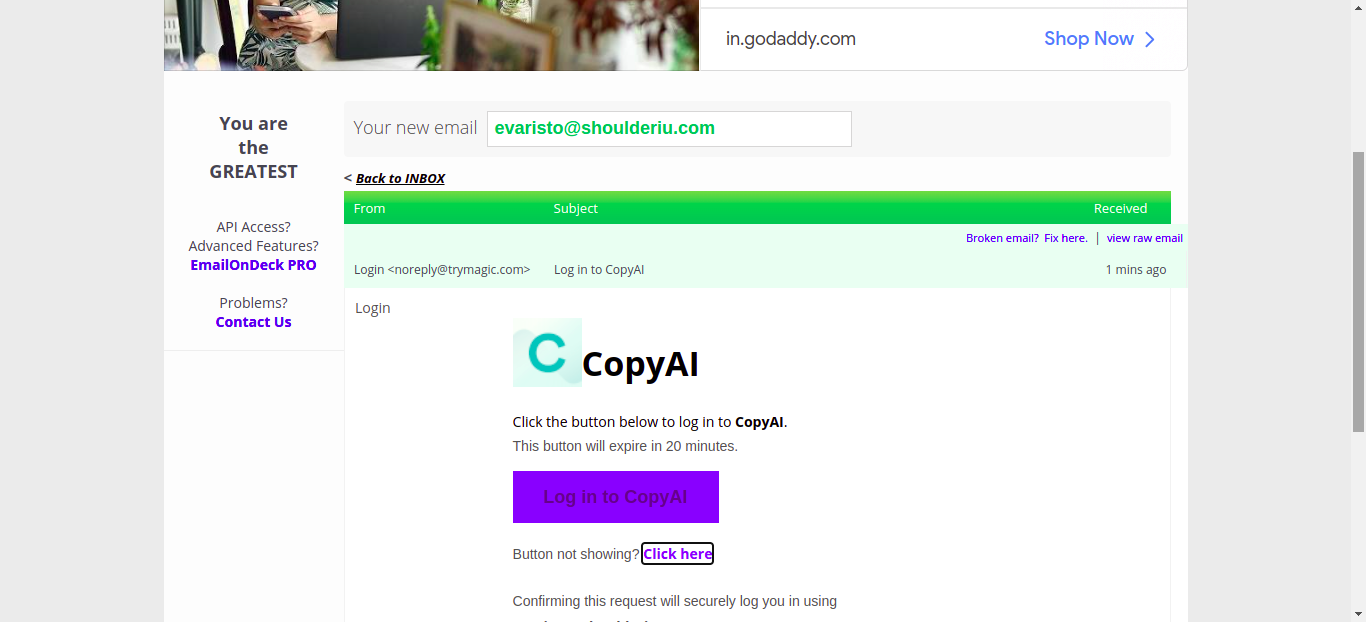 in.godaddy.com
Shop Now
You are
the
GREATEST
API Access?
Advanced Features?
EmailOnDeck PRO
Problems?
Contact Us
Your new email evaristo@shoulderiu.com
< Back to INBOX
From Subject Received
Broken email? Fix here. | view raw email
Login <noreply@trymagic.com> Log in to CopyAI 1 mins ago
Login
C CopyAI
Click the button below to log in to CopyAI.
This button will expire in 20 minutes.
Log in to CopyAI
Button not showing? Click here
Confirming this request will securely log you in using